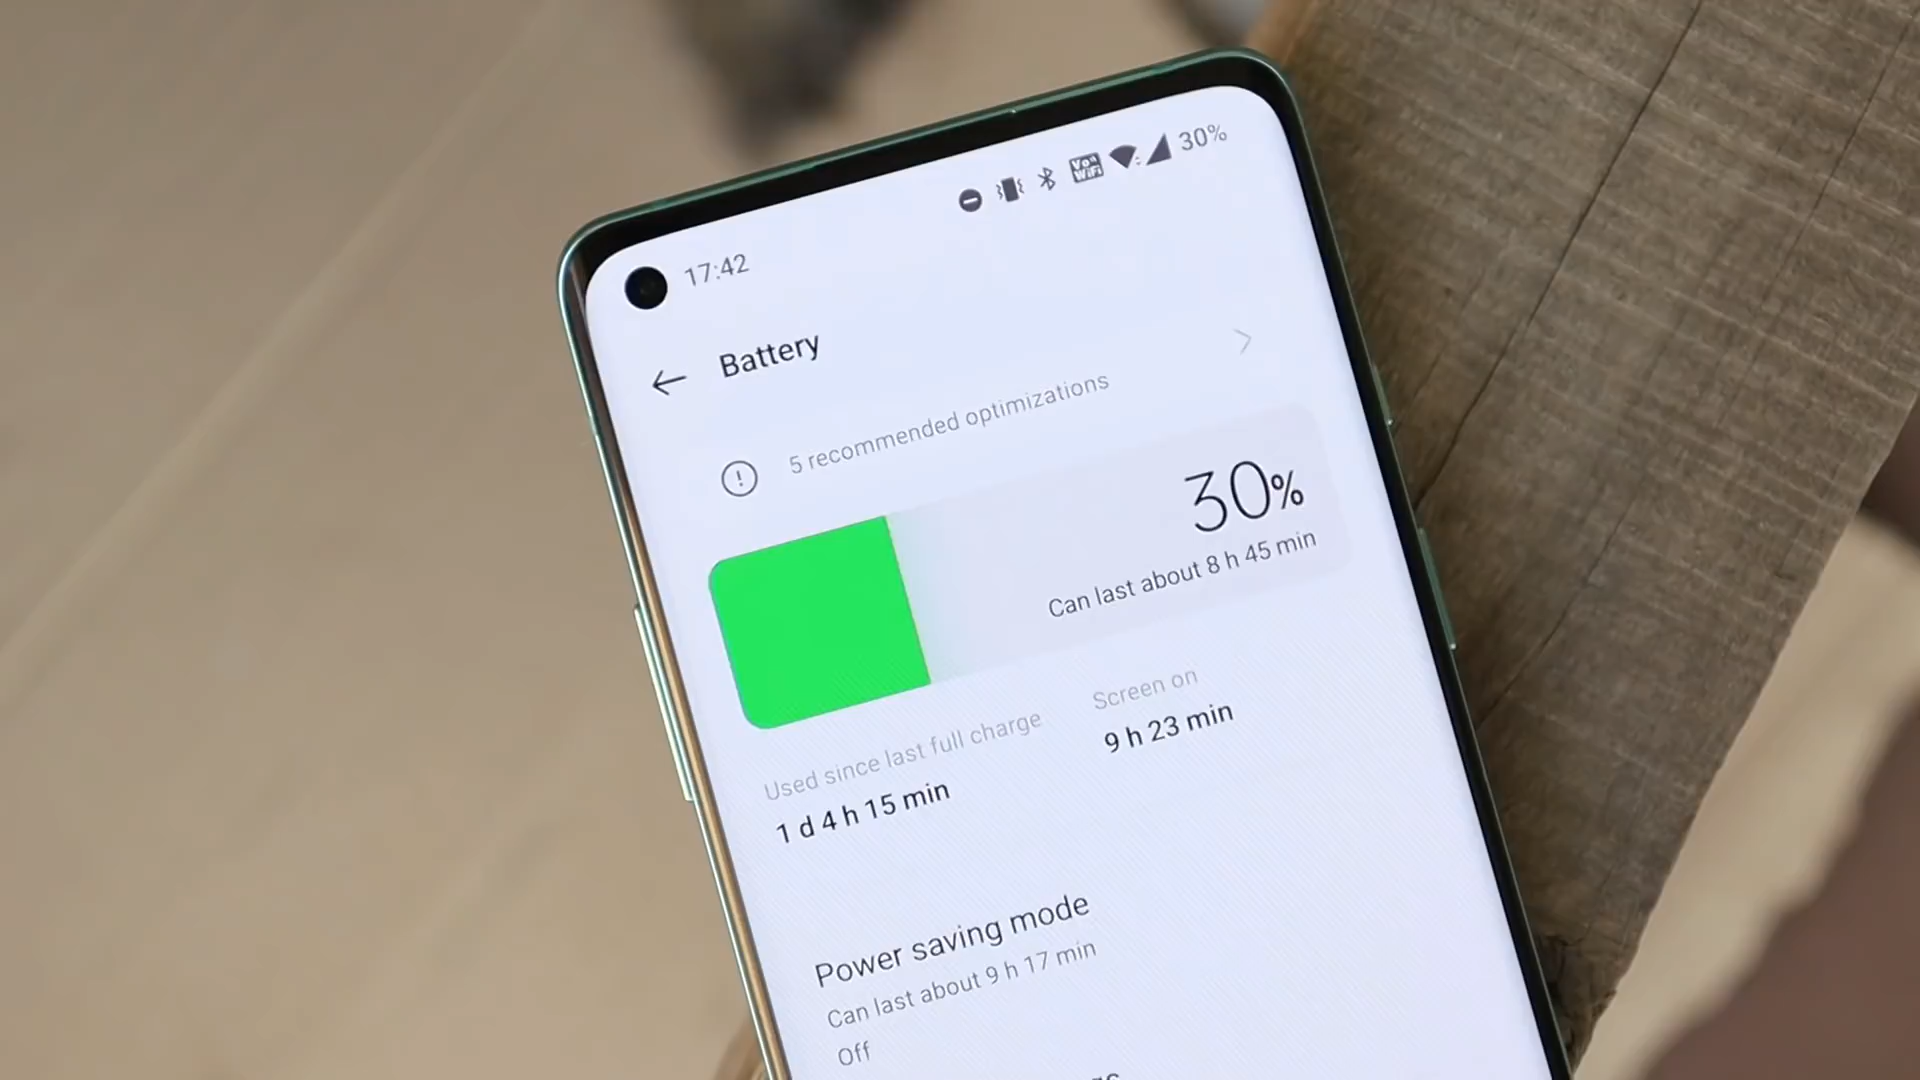 17:42
Vo
WiFi
30%
Battery
5 recommended optimizations
30%
Can last about 8 h 45 min
Used since last full charge
1 d 4 h 15 min
Screen on
9 h 23 min
Power saving mode
Can last about 9 h 17 min
Off